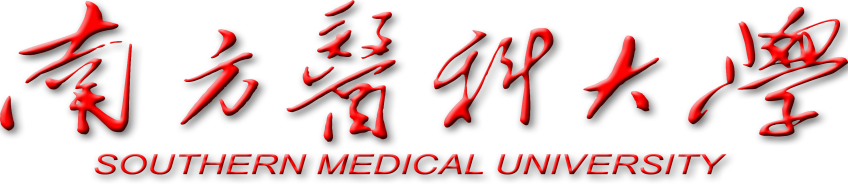 南方醫科大學
SOUTHERN MEDICAL UNIVERSITY